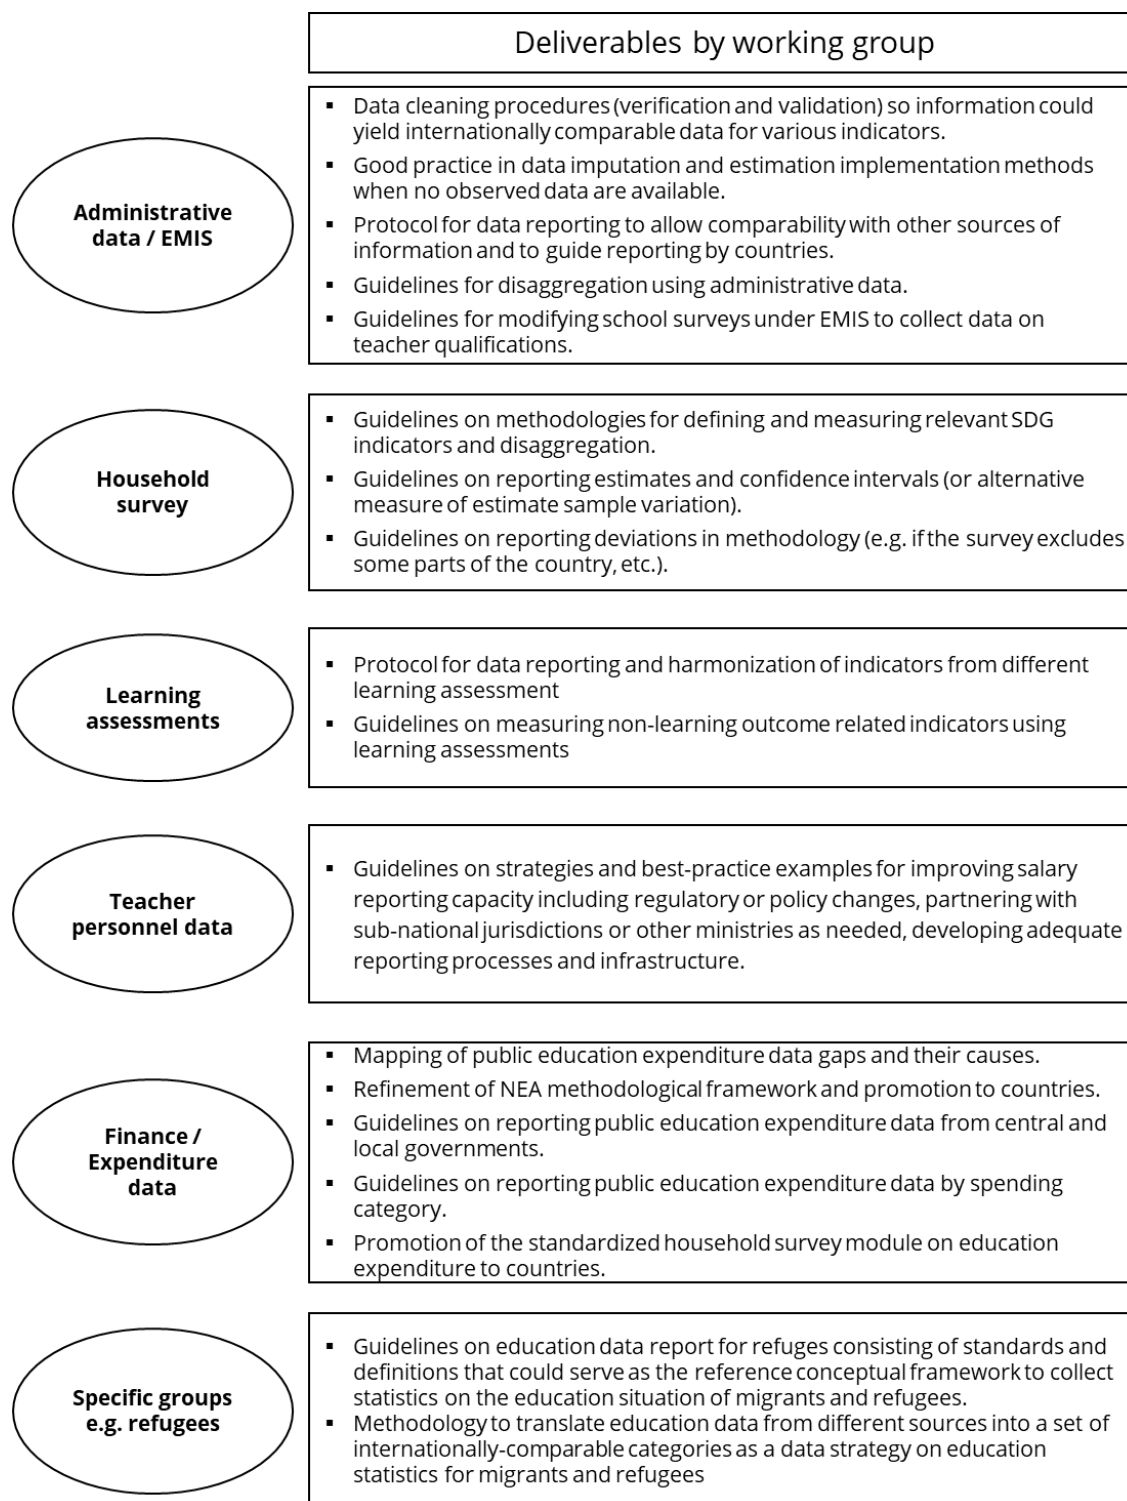 Deliverables by working group
Administrative
data / EMIS
▪ Data cleaning procedures (verification and validation) so information could
yield internationally comparable data for various indicators.
▪ Good practice in data imputation and estimation implementation methods
when no observed data are available.
▪ Protocol for data reporting to allow comparability with other sources of
information and to guide reporting by countries.
▪ Guidelines for disaggregation using administrative data.
▪ Guidelines for modifying school surveys under EMIS to collect data on
teacher qualifications.
Household
survey
▪ Guidelines on methodologies for defining and measuring relevant SDG
indicators and disaggregation.
▪ Guidelines on reporting estimates and confidence intervals (or alternative
measure of estimate sample variation).
▪ Guidelines on reporting deviations in methodology (e.g. if the survey excludes
some parts of the country, etc.).
Learning
assessments
▪ Protocol for data reporting and harmonization of indicators from different
learning assessment
▪ Guidelines on measuring non-learning outcome related indicators using
learning assessments
Teacher
personnel data
▪ Guidelines on strategies and best-practice examples for improving salary
reporting capacity including regulatory or policy changes, partnering with
sub-national jurisdictions or other ministries as needed, developing adequate
reporting processes and infrastructure.
Finance /
Expenditure
data
▪ Mapping of public education expenditure data gaps and their causes.
▪ Refinement of NEA methodological framework and promotion to countries.
▪ Guidelines on reporting public education expenditure data from central and
local governments.
▪ Guidelines on reporting public education expenditure data by spending
category.
▪ Promotion of the standardized household survey module on education
expenditure to countries.
Specific groups
e.g. refugees
▪ Guidelines on education data report for refuges consisting of standards and
definitions that could serve as the reference conceptual framework to collect
statistics on the education situation of migrants and refugees.
▪ Methodology to translate education data from different sources into a set of
internationally-comparable categories as a data strategy on education
statistics for migrants and refugees